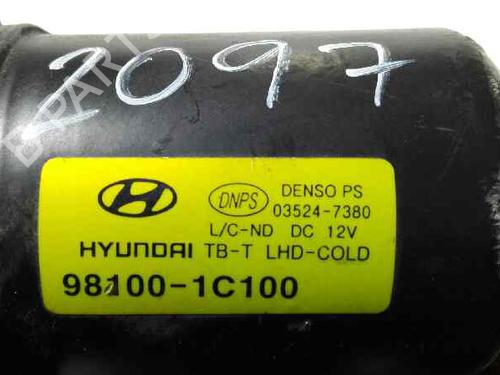 2097
DNPS DENSO PS
03524-7380
L/C-ND DC 12V
HYUNDAI TB-T LHD-COLD
98100-1C100